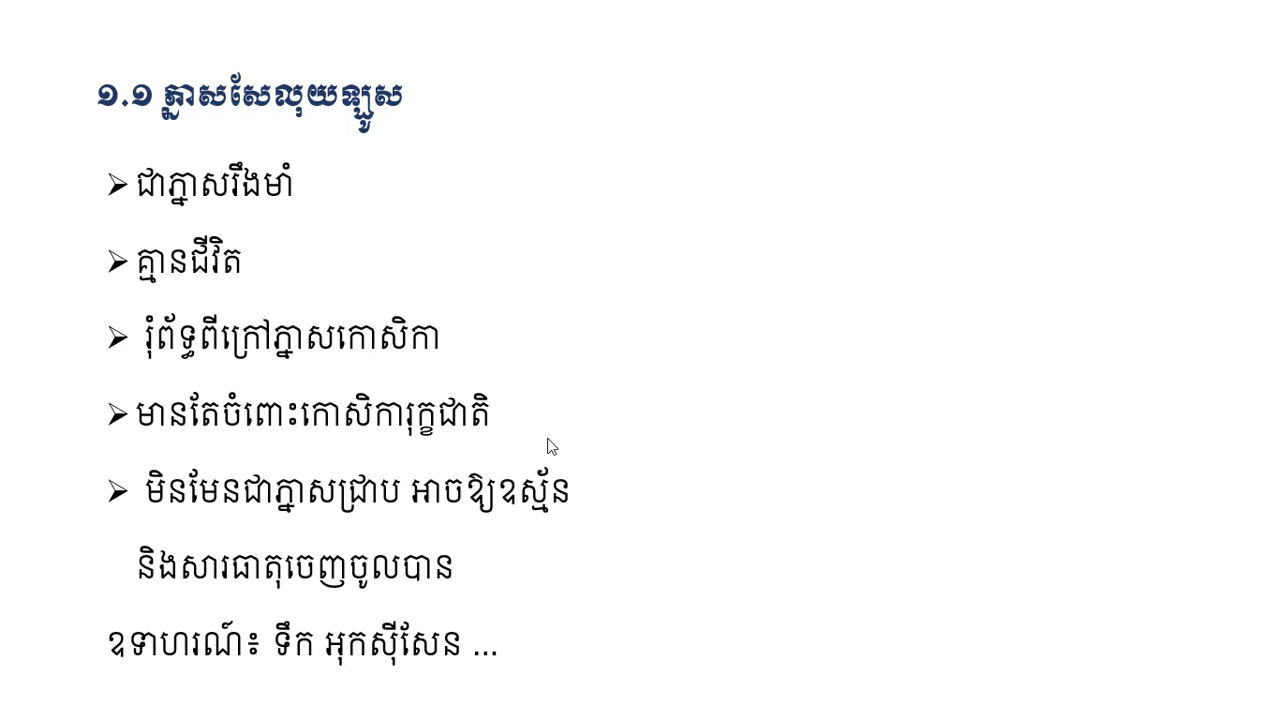 ១.១ ភ្នាសសែលុយឡូស
➢ ជាភ្នាសរឹងមាំ
➢ គ្មានជីវិត
➢ រុំព័ទ្ធពីក្រៅភ្នាសកោសិកា
➢ មានតែចំពោះកោសិការុក្ខជាតិ
➢ មិនមែនជាភ្នាសជ្រាប អាចឱ្យឧស្ម័ន
និងសារធាតុចេញចូលបាន
ឧទាហរណ៍៖ ទឹក អុកស៊ីសែន ...